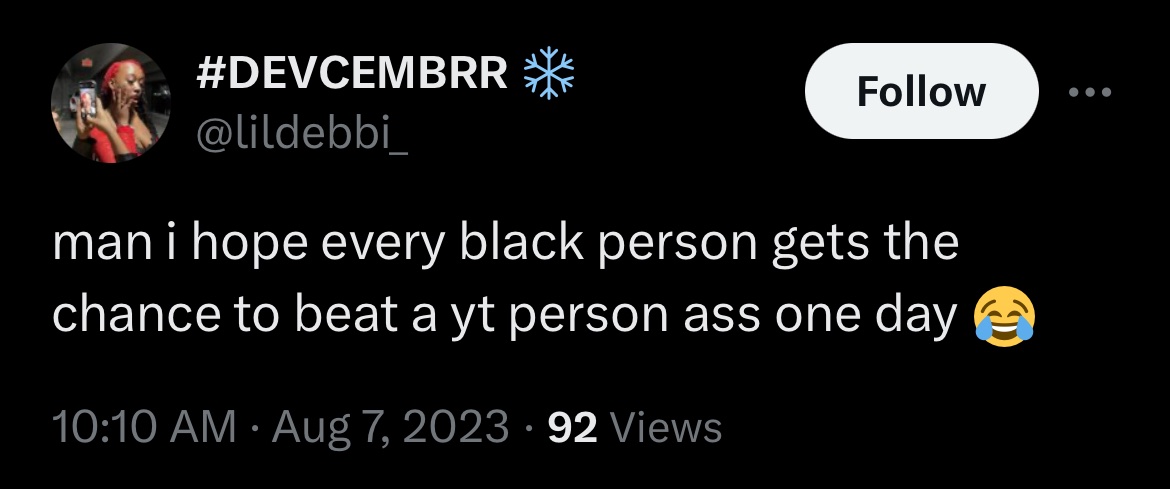 #DEVCEMBRR ❄️
@lildebbi_
Follow
man i hope every black person gets the
chance to beat a yt person ass one day 😂
10:10 AM · Aug 7, 2023 · 92 Views